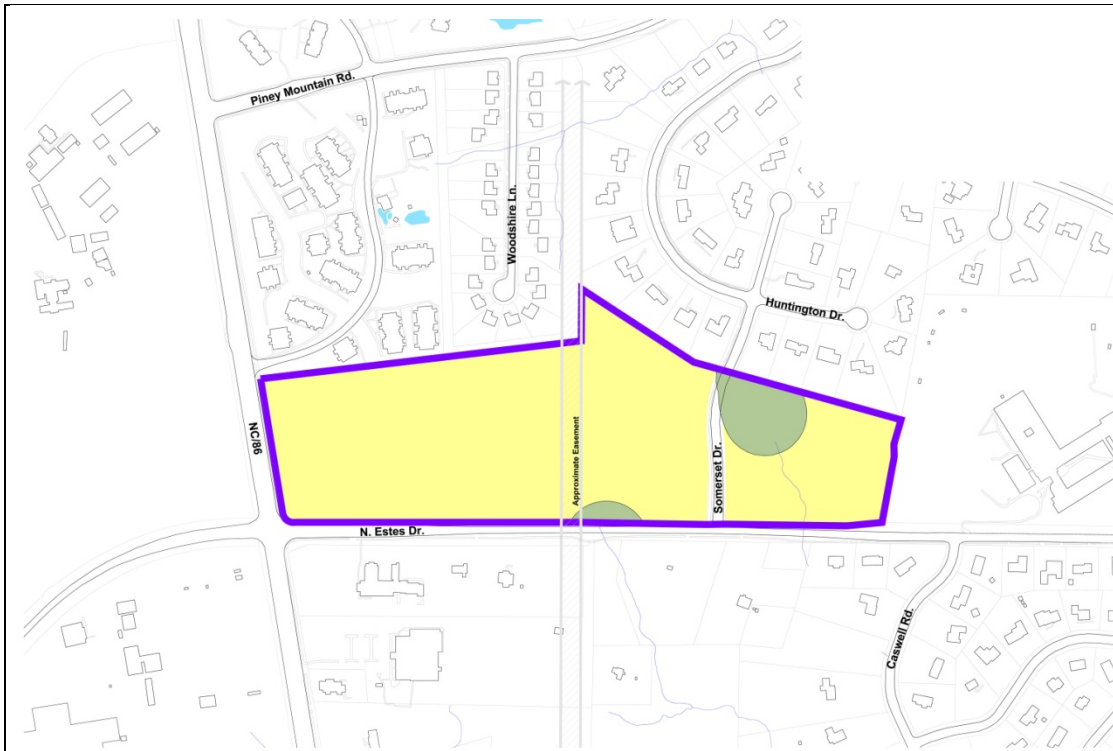 Piney Mountain Rd.
Woodshire Ln.
Huntington Dr.
NC/86
Approximate Easement
Somerset Dr.
N. Estes Dr.
Caswell Rd.